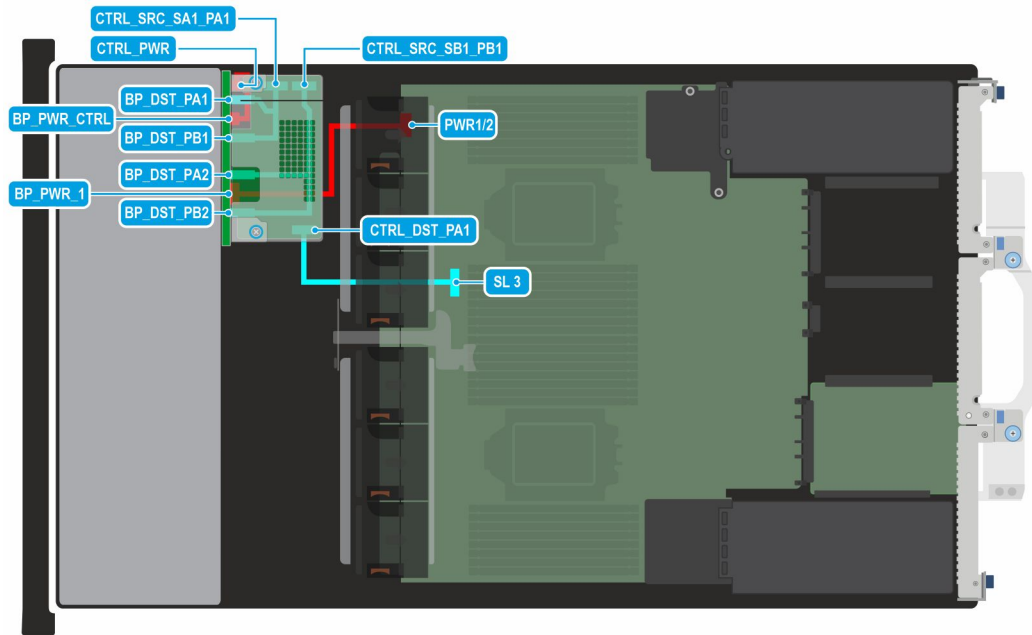 CTRL_SRC_SA1_PA1
CTRL_PWR
CTRL_SRC_SB1_PB1
BP_DST_PA1
BP_PWR_CTRL
PWR1/2
BP_DST_PB1
BP_DST_PA2
BP_PWR_1
BP_DST_PB2
CTRL_DST_PA1
SL 3